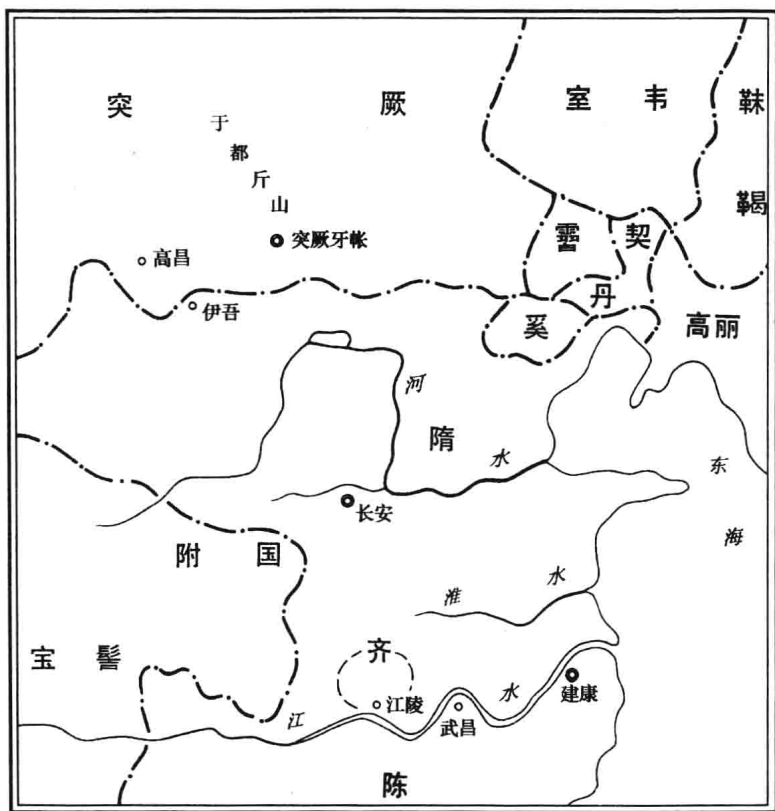 突厥
室韦
靺鞨
于都斤山
突厥牙帐
高昌
伊吾
霫
契丹
奚
高丽
河水
隋
东海
长安
附国
淮水
宝髻
齐
江陵
江水
武昌
建康
陈